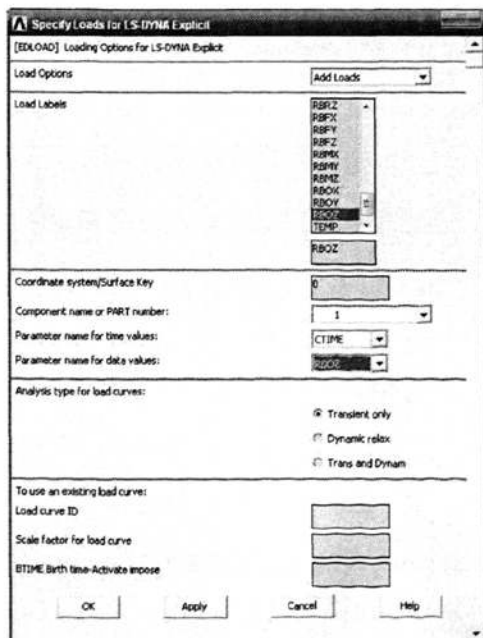 Specify Loads for LS-DYNA Explicit
[EDLOAD] Loading Options for LS-DYNA Explicit
Load Options
Add Loads
Load Labels
RBRZ
RBFX
RBFY
RBFZ
RBMX
RBMY
RBMZ
RBOX
RBOY
RBOZ
TEMP
RBOZ
Coordinate system/Surface Key
0
Component name or PART number:
1
Parameter name for time values:
CTIME
Parameter name for data values:
Analysis type for load curves:
Transient only
Dynamic relax
Trans and Dynam
To use an existing load curve:
Load curve ID
Scale factor for load curve
BTIME Birth time-Activate impose
OK
Apply
Cancel
Help